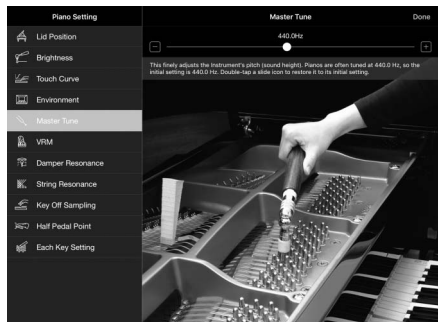 Piano Setting
Master Tune
Done
Lid Position
Brightness
Touch Curve
Environment
Master Tune
VRM
Damper Resonance
String Resonance
Key Off Sampling
Half Pedal Point
Each Key Setting
440.0Hz
This finely adjusts the instrument's pitch (sound height). Pianos are often tuned at 440.0 Hz, so the
initial setting is 440.0 Hz. Double-tap a slide icon to restore it to its initial setting.